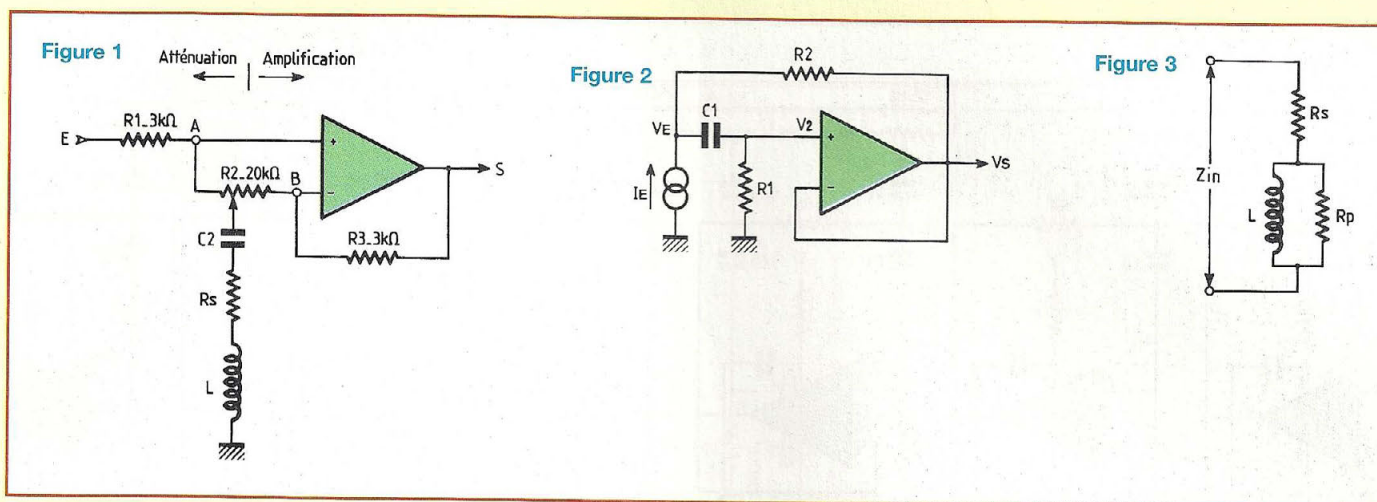 Figure 1
Atténuation
Amplification
R1_3kΩ
A
E
+
S
R2_20kΩ
B
-
C2
R3_3kΩ
Rs
L
Figure 2
R2
C1
VE
V2
+
Vs
IE
R1
-
Figure 3
Rs
Zin
L
Rp